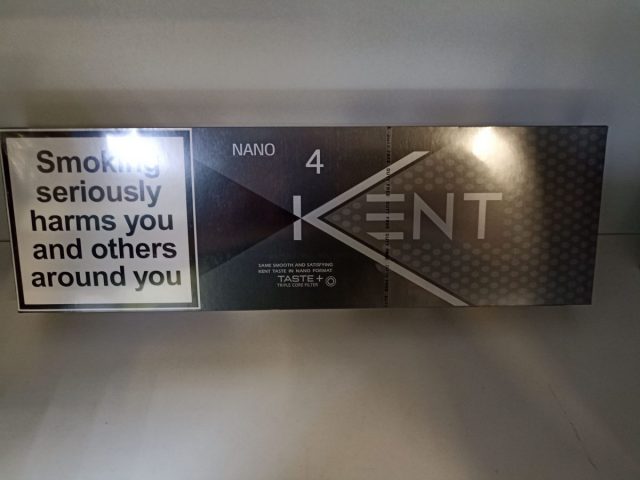 Smoking
seriously
harms you
and others
around you
NANO
4
KENT
SAME SMOOTH AND SATISFYING
KENT TASTE IN NANO FORMAT
TASTE+
TRIPLE CORE FILTER